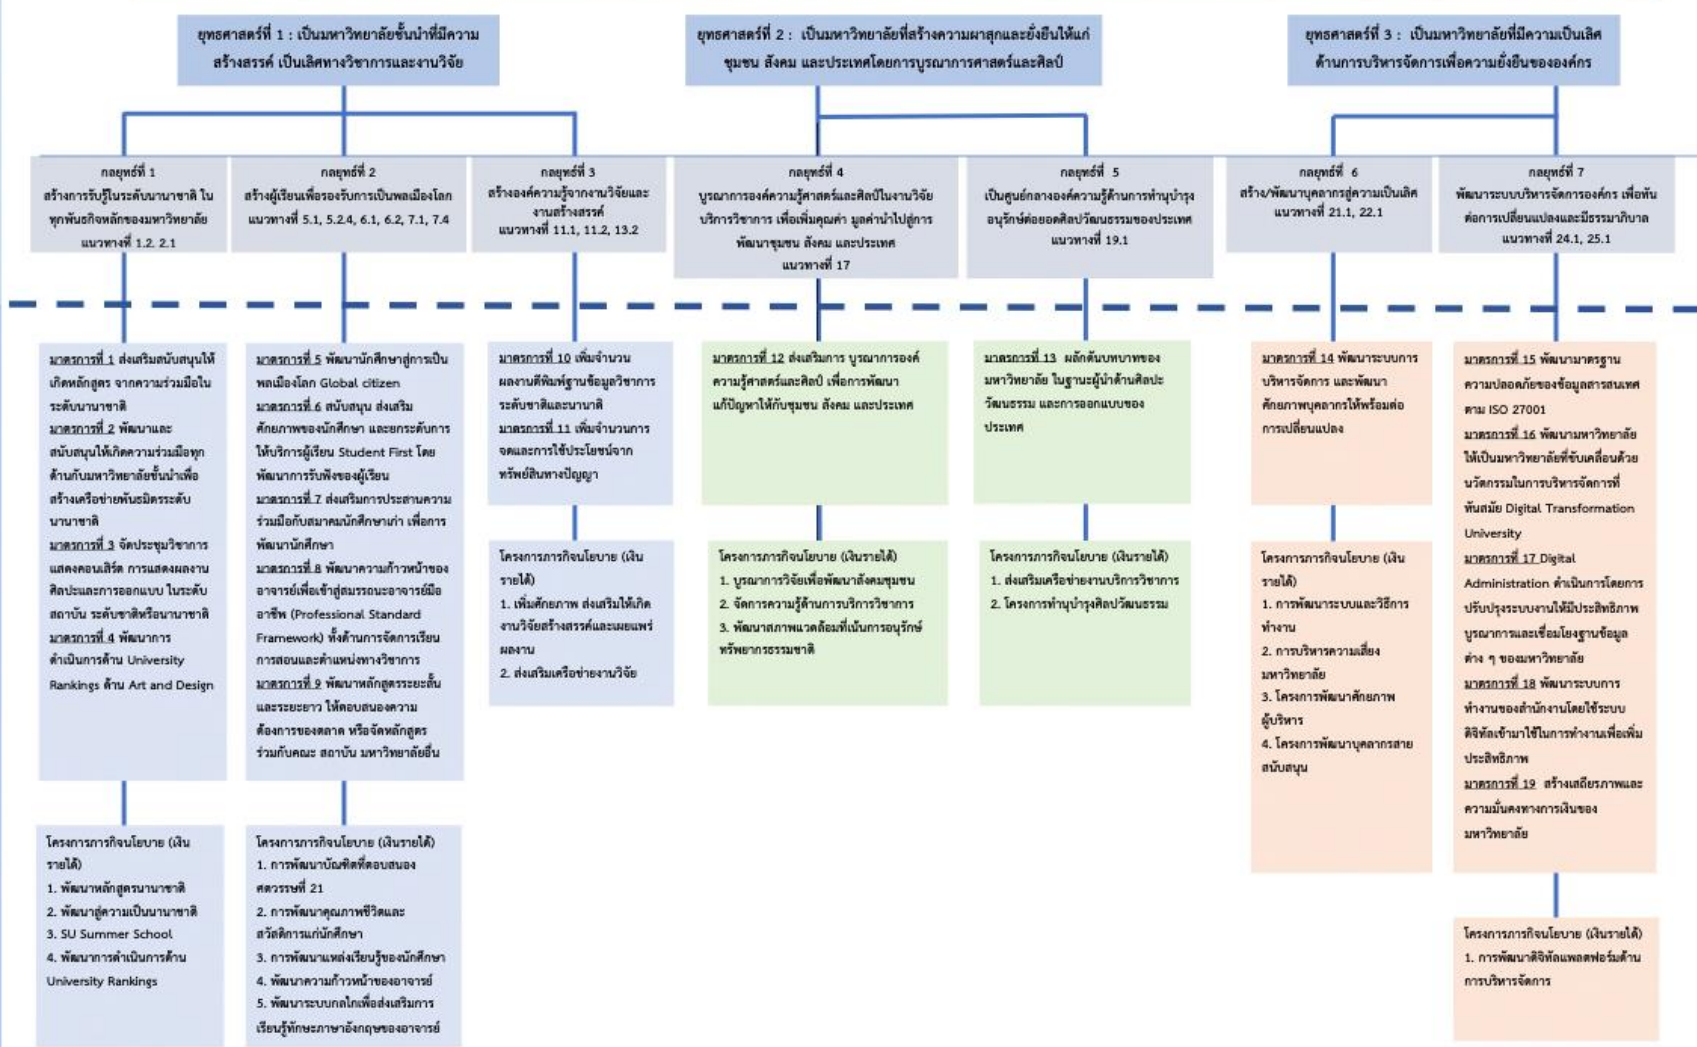 ยุทธศาสตร์ที่ 1 : เป็นมหาวิทยาลัยชั้นนำที่มีความ
สร้างสรรค์ เป็นเลิศทางวิชาการและงานวิจัย
ยุทธศาสตร์ที่ 2 : เป็นมหาวิทยาลัยที่สร้างความผาสุกและยั่งยืนให้แก่
ชุมชน สังคม และประเทศโดยการบูรณาการศาสตร์และศิลป์
ยุทธศาสตร์ที่ 3 : เป็นมหาวิทยาลัยที่มีความเป็นเลิศ
ด้านการบริหารจัดการเพื่อความยั่งยืนขององค์กร
กลยุทธ์ที่ 1
สร้างการรับรู้ในระดับนานาชาติ ใน
ทุกพันธกิจหลักของมหาวิทยาลัย
แนวทางที่ 1.2, 2.1
กลยุทธ์ที่ 2
สร้างผู้เรียนเพื่อรองรับการเป็นพลเมืองโลก
แนวทางที่ 5.1, 5.2.4, 6.1, 6.2, 7.1, 7.4
กลยุทธ์ที่ 3
สร้างองค์ความรู้จากงานวิจัยและ
งานสร้างสรรค์
แนวทางที่ 11.1, 11.2, 13.2
กลยุทธ์ที่ 4
บูรณาการองค์ความรู้ศาสตร์และศิลป์ในงานวิจัย
บริการวิชาการ เพื่อเพิ่มคุณค่า มูลค่านำไปสู่การ
พัฒนาชุมชน สังคม และประเทศ
แนวทางที่ 17
กลยุทธ์ที่ 5
เป็นศูนย์กลางองค์ความรู้ด้านการทำนุบำรุง
อนุรักษ์ต่อยอดศิลปวัฒนธรรมของประเทศ
แนวทางที่ 19.1
กลยุทธ์ที่ 6
สร้าง/พัฒนาบุคลากรสู่ความเป็นเลิศ
แนวทางที่ 21.1, 22.1
กลยุทธ์ที่ 7
พัฒนาระบบบริหารจัดการองค์กร เพื่อทัน
ต่อการเปลี่ยนแปลงและมีธรรมาภิบาล
แนวทางที่ 24.1, 25.1
มาตรการที่ 1 ส่งเสริมสนับสนุนให้
เกิดหลักสูตร จากความร่วมมือใน
ระดับนานาชาติ
มาตรการที่ 2 พัฒนาและ
สนับสนุนให้เกิดความร่วมมือทุก
ด้านกับมหาวิทยาลัยชั้นนำเพื่อ
สร้างเครือข่ายพันธมิตรระดับ
นานาชาติ
มาตรการที่ 3 จัดประชุมวิชาการ
แสดงคอนเสิร์ต การแสดงผลงาน
ศิลปะและการออกแบบ ในระดับ
สถาบัน ระดับชาติหรือนานาชาติ
มาตรการที่ 4 พัฒนาการ
ดำเนินการด้าน University
Rankings ด้าน Art and Design
มาตรการที่ 5 พัฒนานักศึกษาสู่การเป็น
พลเมืองโลก Global citizen
มาตรการที่ 6 สนับสนุน ส่งเสริม
ศักยภาพของนักศึกษา และยกระดับการ
ให้บริการผู้เรียน Student First โดย
พัฒนาการรับฟังของผู้เรียน
มาตรการที่ 7 ส่งเสริมการประสานความ
ร่วมมือกับสมาคมนักศึกษาเก่า เพื่อการ
พัฒนานักศึกษา
มาตรการที่ 8 พัฒนาความก้าวหน้าของ
อาจารย์เพื่อเข้าสู่สมรรถนะอาจารย์มือ
อาชีพ (Professional Standard
Framework) ทั้งด้านการจัดการเรียน
การสอนและตำแหน่งทางวิชาการ
มาตรการที่ 9 พัฒนาหลักสูตรระยะสั้น
และระยะยาว ให้ตอบสนองความ
ต้องการของตลาด หรือจัดหลักสูตร
ร่วมกับคณะ สถาบัน มหาวิทยาลัยอื่น
มาตรการที่ 10 เพิ่มจำนวน
ผลงานตีพิมพ์ฐานข้อมูลวิชาการ
ระดับชาติและนานาติ
มาตรการที่ 11 เพิ่มจำนวนการ
จดและการใช้ประโยชน์จาก
ทรัพย์สินทางปัญญา
มาตรการที่ 12 ส่งเสริมการ บูรณาการองค์
ความรู้ศาสตร์และศิลป์ เพื่อการพัฒนา
แก้ปัญหาให้กับชุมชน สังคม และประเทศ
มาตรการที่ 13 ผลักดันบทบาทของ
มหาวิทยาลัย ในฐานะผู้นำด้านศิลปะ
วัฒนธรรม และการออกแบบของ
ประเทศ
มาตรการที่ 14 พัฒนาระบบการ
บริหารจัดการ และพัฒนา
ศักยภาพบุคลากรให้พร้อมต่อ
การเปลี่ยนแปลง
มาตรการที่ 15 พัฒนามาตรฐาน
ความปลอดภัยของข้อมูลสารสนเทศ
ตาม ISO 27001
มาตรการที่ 16 พัฒนามหาวิทยาลัย
ให้เป็นมหาวิทยาลัยที่ขับเคลื่อนด้วย
นวัตกรรมในการบริหารจัดการที่
ทันสมัย Digital Transformation
University
มาตรการที่ 17 Digital
Administration ดำเนินการโดยการ
ปรับปรุงระบบงานให้มีประสิทธิภาพ
บูรณาการและเชื่อมโยงฐานข้อมูล
ต่าง ๆ ของมหาวิทยาลัย
มาตรการที่ 18 พัฒนาระบบการ
ทำงานของสำนักงานโดยใช้ระบบ
ดิจิทัลเข้ามาใช้ในการทำงานเพื่อเพิ่ม
ประสิทธิภาพ
มาตรการที่ 19 สร้างเสถียรภาพและ
ความมั่นคงทางการเงินของ
มหาวิทยาลัย
โครงการภารกิจนโยบาย (เงิน
รายได้)
1. พัฒนาหลักสูตรนานาชาติ
2. พัฒนาสู่ความเป็นนานาชาติ
3. SU Summer School
4. พัฒนาการดำเนินการด้าน
University Rankings
โครงการภารกิจนโยบาย (เงินรายได้)
1. การพัฒนาบัณฑิตที่ตอบสนอง
ศตวรรษที่ 21
2. การพัฒนาคุณภาพชีวิตและ
สวัสดิการแก่นักศึกษา
3. การพัฒนาแหล่งเรียนรู้ของนักศึกษา
4. พัฒนาความก้าวหน้าของอาจารย์
5. พัฒนาระบบกลไกเพื่อส่งเสริมการ
เรียนรู้ทักษะภาษาอังกฤษของอาจารย์
โครงการภารกิจนโยบาย (เงิน
รายได้)
1. เพิ่มศักยภาพ ส่งเสริมให้เกิด
งานวิจัยสร้างสรรค์และเผยแพร่
ผลงาน
2. ส่งเสริมเครือข่ายงานวิจัย
โครงการภารกิจนโยบาย (เงินรายได้)
1. บูรณาการวิจัยเพื่อพัฒนาสังคมชุมชน
2. จัดการความรู้ด้านการบริการวิชาการ
3. พัฒนาสภาพแวดล้อมที่เน้นการอนุรักษ์
ทรัพยากรธรรมชาติ
โครงการภารกิจนโยบาย (เงินรายได้)
1. ส่งเสริมเครือข่ายงานบริการวิชาการ
2. โครงการทำนุบำรุงศิลปวัฒนธรรม
โครงการภารกิจนโยบาย (เงิน
รายได้)
1. การพัฒนาระบบและวิธีการ
ทำงาน
2. การบริหารความเสี่ยง
มหาวิทยาลัย
3. โครงการพัฒนาศักยภาพ
ผู้บริหาร
4. โครงการพัฒนาบุคลากรสาย
สนับสนุน
โครงการภารกิจนโยบาย (เงินรายได้)
1. การพัฒนาดิจิทัลแพลตฟอร์มด้าน
การบริหารจัดการ